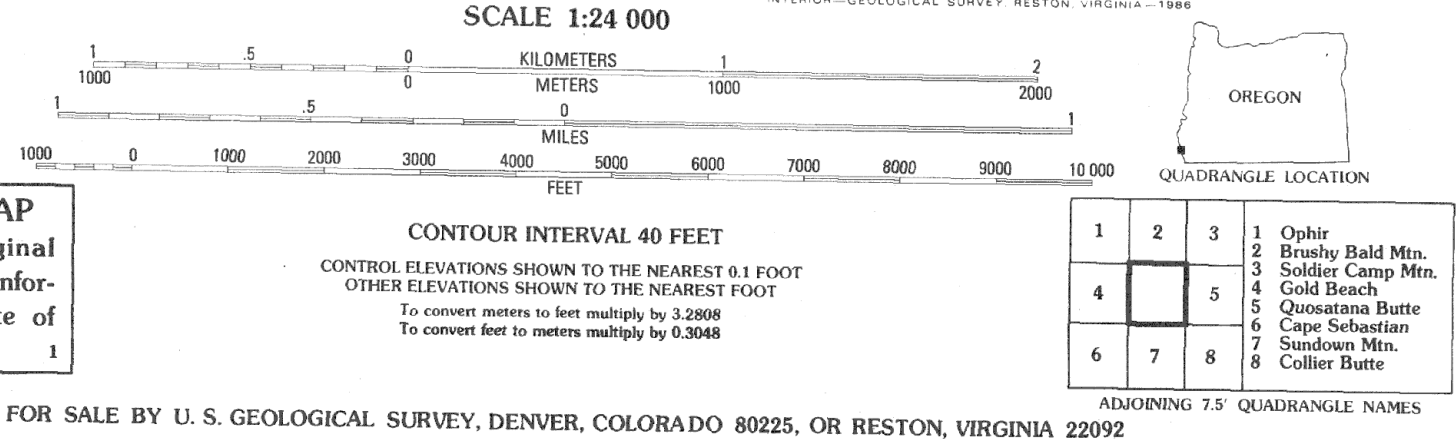 INTERIOR—GEOLOGICAL SURVEY, RESTON, VIRGINIA—1986
SCALE 1:24 000
1 .5 0 KILOMETERS 1 2
1000 0 METERS 1000 2000
1 .5 0 1
MILES
1000 0 1000 2000 3000 4000 5000 6000 7000 8000 9000 10 000
FEET
OREGON
QUADRANGLE LOCATION
AP
ginal
nfor-
te of
1
CONTOUR INTERVAL 40 FEET
CONTROL ELEVATIONS SHOWN TO THE NEAREST 0.1 FOOT
OTHER ELEVATIONS SHOWN TO THE NEAREST FOOT
To convert meters to feet multiply by 3.2808
To convert feet to meters multiply by 0.3048
1 2 3
4 5
6 7 8
1 Ophir
2 Brushy Bald Mtn.
3 Soldier Camp Mtn.
4 Gold Beach
5 Quosatana Butte
6 Cape Sebastian
7 Sundown Mtn.
8 Collier Butte
ADJOINING 7.5' QUADRANGLE NAMES
FOR SALE BY U. S. GEOLOGICAL SURVEY, DENVER, COLORADO 80225, OR RESTON, VIRGINIA 22092